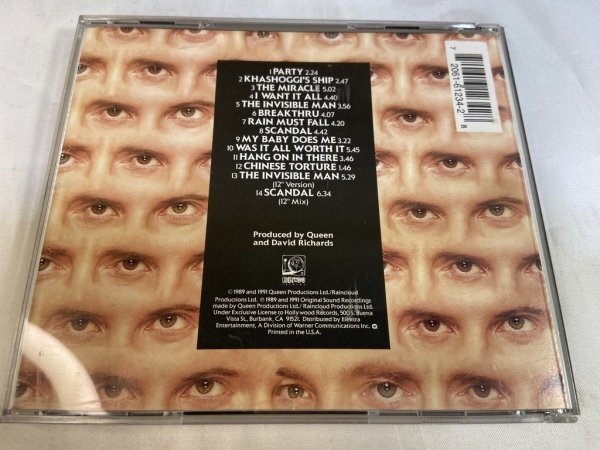 1 PARTY 2.24
2 KHASHOGGI'S SHIP 2.47
3 THE MIRACLE 5.02
4 I WANT IT ALL 4.40
5 THE INVISIBLE MAN 3.56
6 BREAKTHRU 4.07
7 RAIN MUST FALL 4.20
8 SCANDAL 4.42
9 MY BABY DOES ME 3.22
10 WAS IT ALL WORTH IT 5.45
11 HANG ON IN THERE 3.46
12 CHINESE TORTURE 1.46
13 THE INVISIBLE MAN 5.29
(12" Version)
14 SCANDAL 6.34
(12" Mix)
Produced by Queen
and David Richards
© 1989 and 1991 Queen Productions Ltd./Raincloud
Productions Ltd. ℗ 1989 and 1991 Original Sound Recordings
made by Queen Productions Ltd./ Raincloud Productions Ltd.
Under Exclusive License to Hollywood Records, 500 S. Buena
Vista St., Burbank, CA 91521. Distributed by Elektra
Entertainment, A Division of Warner Communications Inc.
Printed in the U.S.A.
7 2061-61234-2 8